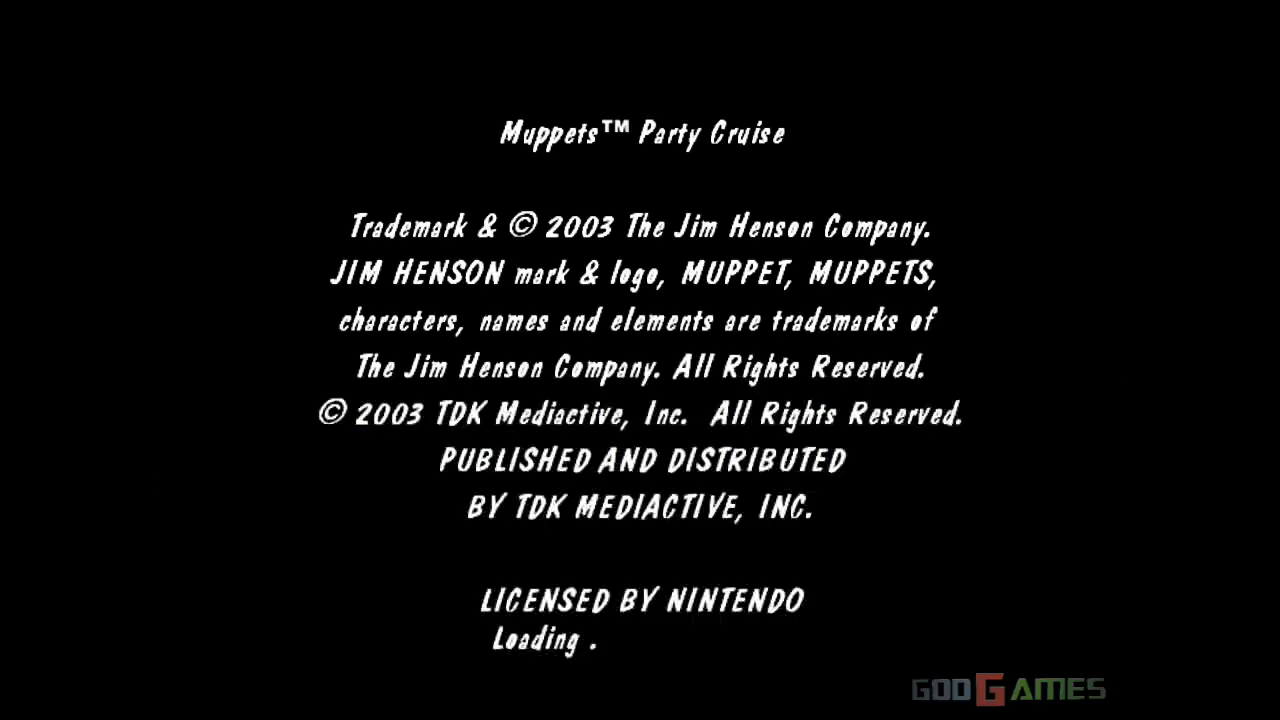 Muppets™ Party Cruise
Trademark & © 2003 The Jim Henson Company.
JIM HENSON mark & logo, MUPPET, MUPPETS,
characters, names and elements are trademarks of
The Jim Henson Company. All Rights Reserved.
© 2003 TDK Mediactive, Inc. All Rights Reserved.
PUBLISHED AND DISTRIBUTED
BY TDK MEDIACTIVE, INC.
LICENSED BY NINTENDO
Loading .
GODGAMES